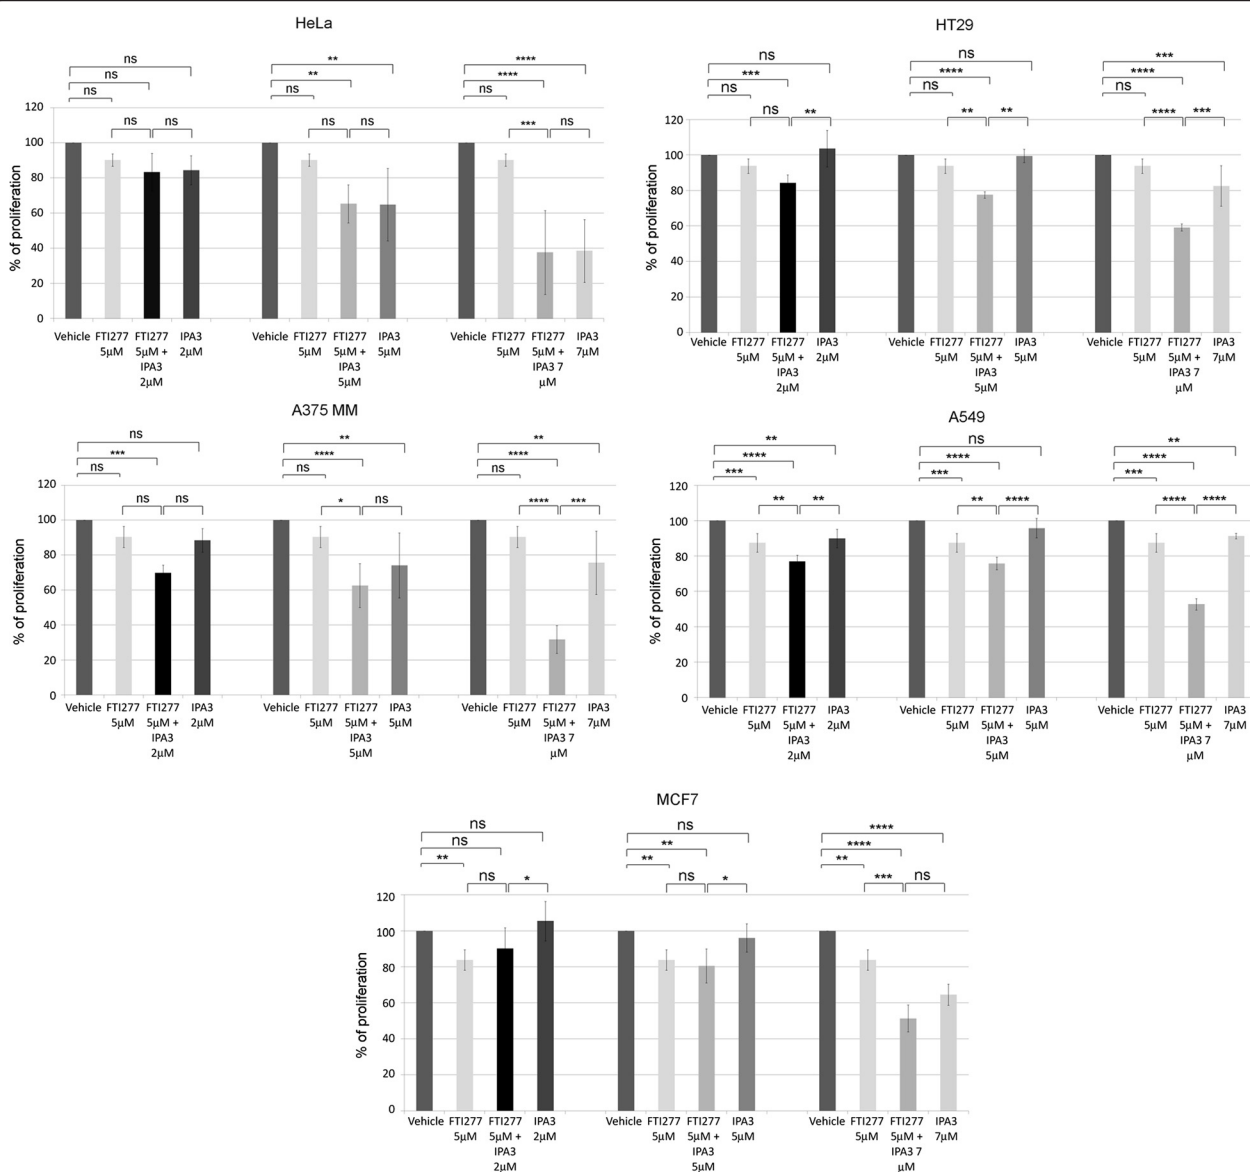 HeLa
ns
ns
ns
**
**
ns
****
****
ns
ns
ns
ns
ns
***
ns
120
100
80
60
40
20
0
% of proliferation
Vehicle FTI277 FTI277 IPA3
5µM 5µM + 2µM
IPA3
2µM
Vehicle FTI277 FTI277 IPA3
5µM 5µM + 5µM
IPA3
5µM
Vehicle FTI277 FTI277 IPA3
5µM 5µM + 7µM
IPA3 7
µM
HT29
ns
***
ns
ns
****
ns
***
****
ns
ns
**
**
**
****
***
120
100
80
60
40
20
0
% of proliferation
Vehicle FTI277 FTI277 IPA3
5µM 5µM + 2µM
IPA3
2µM
Vehicle FTI277 FTI277 IPA3
5µM 5µM + 5µM
IPA3
5µM
Vehicle FTI277 FTI277 IPA3
5µM 5µM + 7µM
IPA3 7
µM
A375 MM
ns
***
ns
**
****
ns
**
****
ns
ns
ns
*
ns
****
***
120
100
80
60
40
20
0
% of proliferation
Vehicle FTI277 FTI277 IPA3
5µM 5µM + 2µM
IPA3
2µM
Vehicle FTI277 FTI277 IPA3
5µM 5µM + 5µM
IPA3
5µM
Vehicle FTI277 FTI277 IPA3
5µM 5µM + 7µM
IPA3 7
µM
A549
**
****
***
ns
****
***
**
****
***
**
**
**
****
****
****
120
100
80
60
40
20
0
% of proliferation
Vehicle FTI277 FTI277 IPA3
5µM 5µM + 2µM
IPA3
2µM
Vehicle FTI277 FTI277 IPA3
5µM 5µM + 5µM
IPA3
5µM
Vehicle FTI277 FTI277 IPA3
5µM 5µM + 7µM
IPA3 7
µM
MCF7
ns
ns
**
ns
**
**
****
****
**
ns
*
ns
*
***
ns
120
100
80
60
40
20
0
% of proliferation
Vehicle FTI277 FTI277 IPA3
5µM 5µM + 2µM
IPA3
2µM
Vehicle FTI277 FTI277 IPA3
5µM 5µM + 5µM
IPA3
5µM
Vehicle FTI277 FTI277 IPA3
5µM 5µM + 7µM
IPA3 7
µM